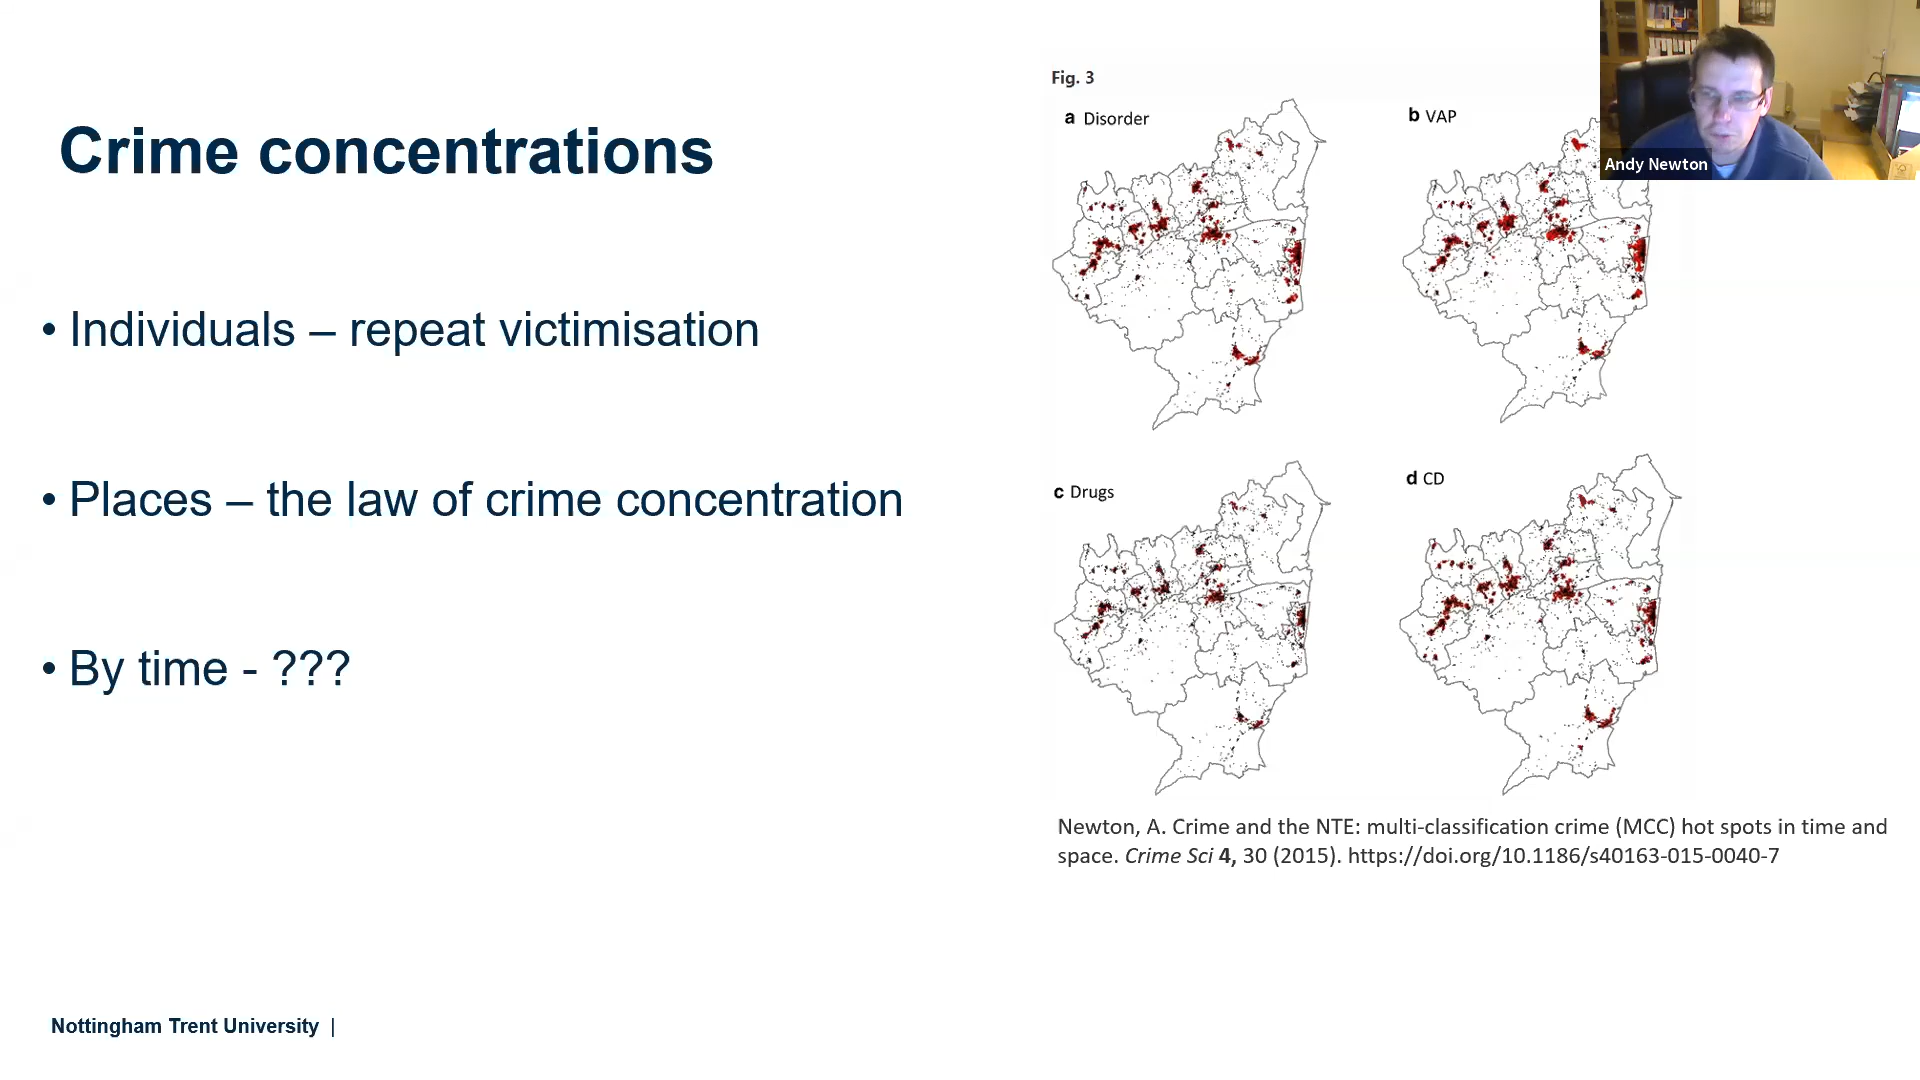 Crime concentrations
• Individuals – repeat victimisation
• Places – the law of crime concentration
• By time - ???
Nottingham Trent University |
Fig. 3
a Disorder
b VAP
c Drugs
d CD
Newton, A. Crime and the NTE: multi-classification crime (MCC) hot spots in time and
space. Crime Sci 4, 30 (2015). https://doi.org/10.1186/s40163-015-0040-7
Andy Newton